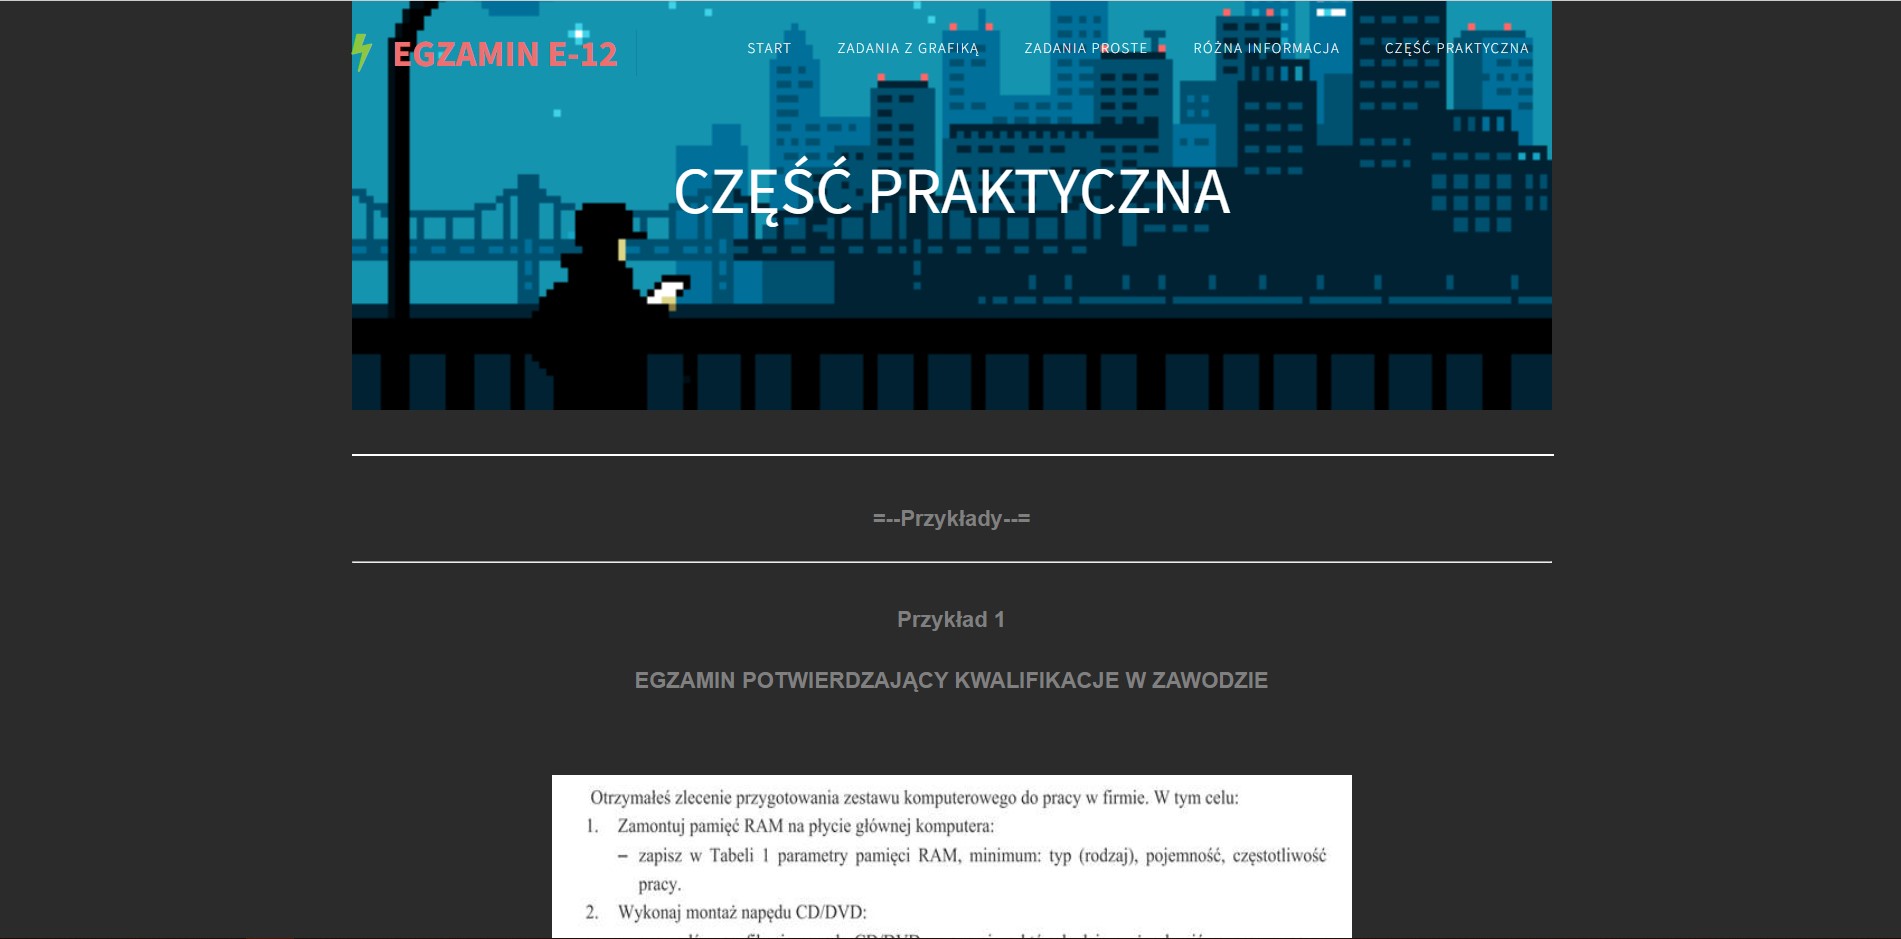 EGZAMIN E-12
START ZADANIA Z GRAFIKĄ ZADANIA PROSTE RÓŻNA INFORMACJA CZĘŚĆ PRAKTYCZNA
CZĘŚĆ PRAKTYCZNA
=--Przykłady--=
Przykład 1
EGZAMIN POTWIERDZAJĄCY KWALIFIKACJE W ZAWODZIE
Otrzymałeś zlecenie przygotowania zestawu komputerowego do pracy w firmie. W tym celu:
1. Zamontuj pamięć RAM na płycie głównej komputera:
– zapisz w Tabeli 1 parametry pamięci RAM, minimum: typ (rodzaj), pojemność, częstotliwość
pracy.
2. Wykonaj montaż napędu CD/DVD: